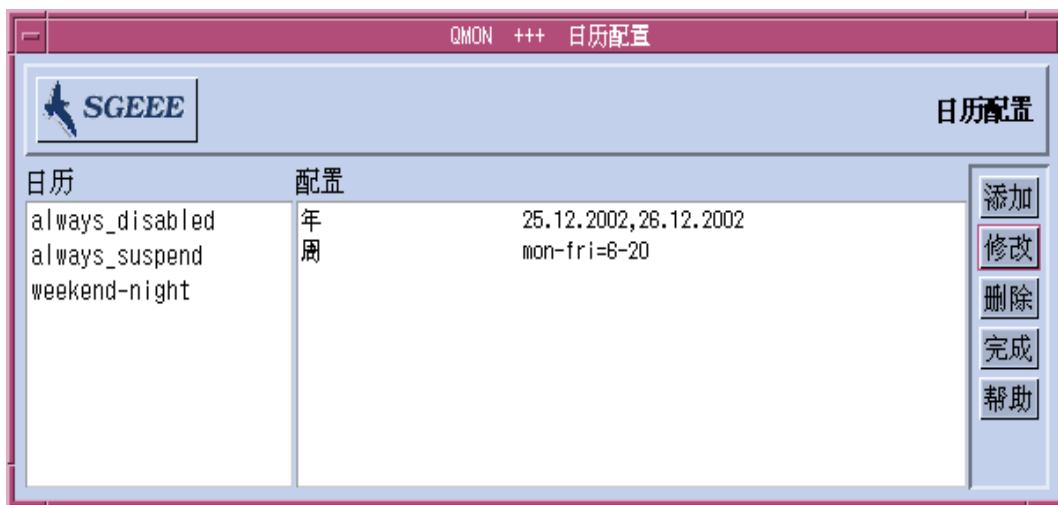 QMON +++ 日历配置
SGEEE
日历配置
日历
配置
always_disabled
always_suspend
weekend-night
年 25.12.2002,26.12.2002
周 mon-fri=6-20
添加
修改
删除
完成
帮助